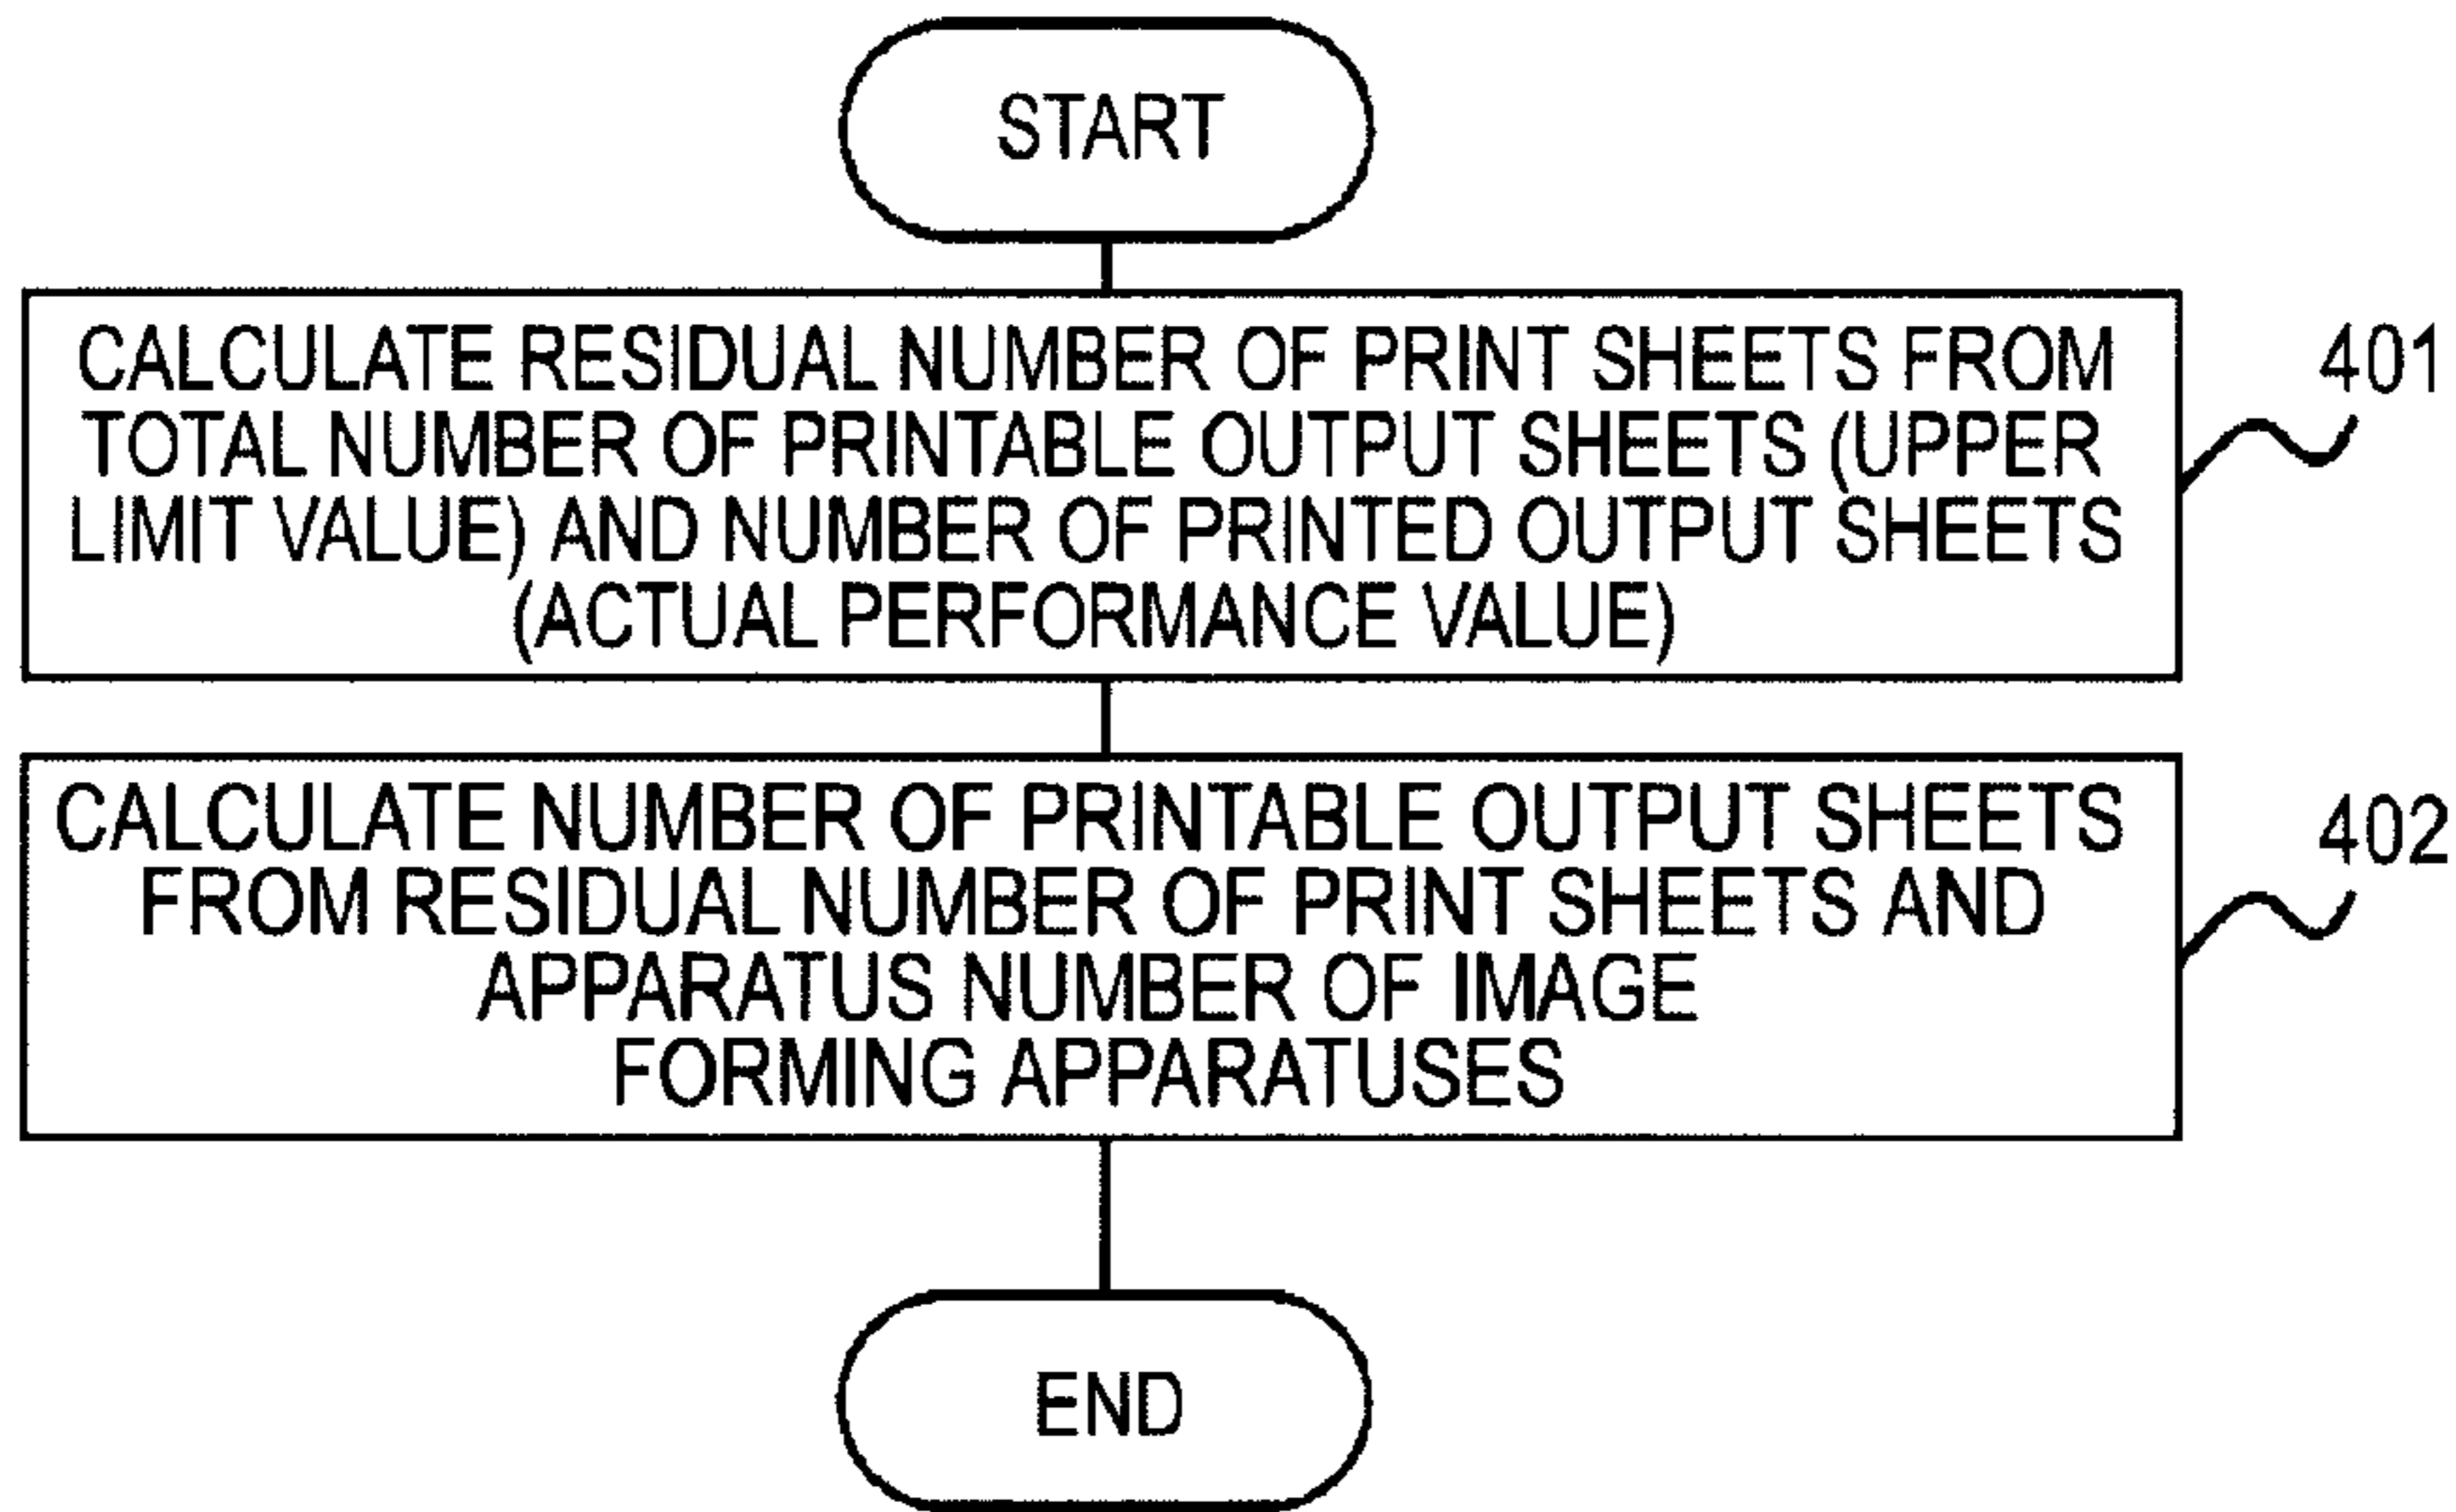 START
CALCULATE RESIDUAL NUMBER OF PRINT SHEETS FROM
TOTAL NUMBER OF PRINTABLE OUTPUT SHEETS (UPPER
LIMIT VALUE) AND NUMBER OF PRINTED OUTPUT SHEETS
(ACTUAL PERFORMANCE VALUE)
401
CALCULATE NUMBER OF PRINTABLE OUTPUT SHEETS
FROM RESIDUAL NUMBER OF PRINT SHEETS AND
APPARATUS NUMBER OF IMAGE
FORMING APPARATUSES
402
END